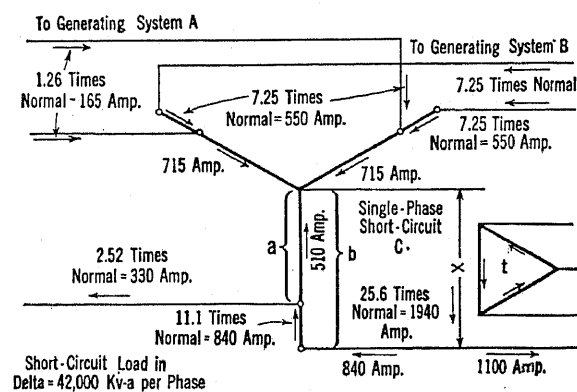 To Generating System A
To Generating System B
1.26 Times
Normal-165 Amp.
7.25 Times
Normal=550 Amp.
7.25 Times Normal
7.25 Times
Normal=550 Amp.
715 Amp.
715 Amp.
Single-Phase
Short-Circuit
C.
a
510 Amp.
b
X
t
2.52 Times
Normal=330 Amp.
25.6 Times
Normal=1940
Amp.
11.1 Times
Normal=840 Amp.
Short-Circuit Load in
Delta=42,000 Kv-a per Phase
840 Amp.
1100 Amp.